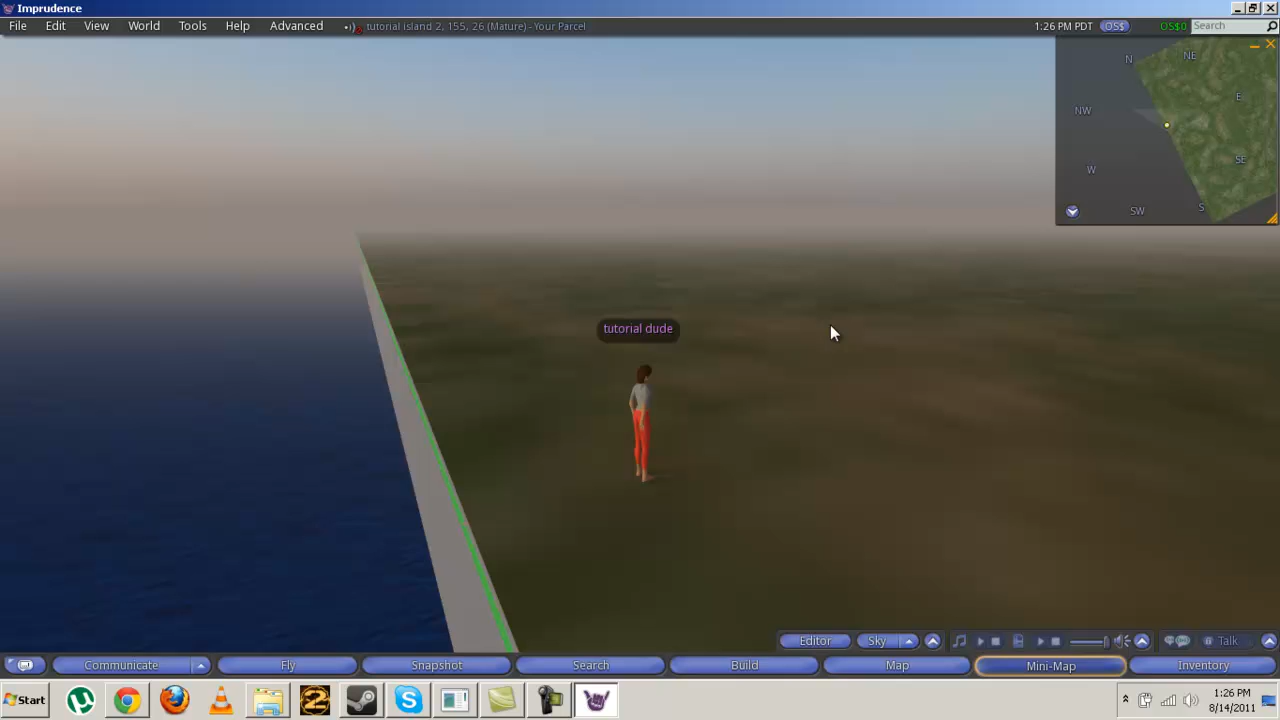 Imprudence
File Edit View World Tools Help Advanced tutorial island 2, 155, 26 (Mature) - Your Parcel 1:26 PM PDT OS$ OS$0 Search
N NE
E
NW
SE
W
SW S
tutorial dude
Editor Sky Talk
Communicate Fly Snapshot Search Build Map Mini-Map Inventory
Start 2 1:26 PM
8/14/2011